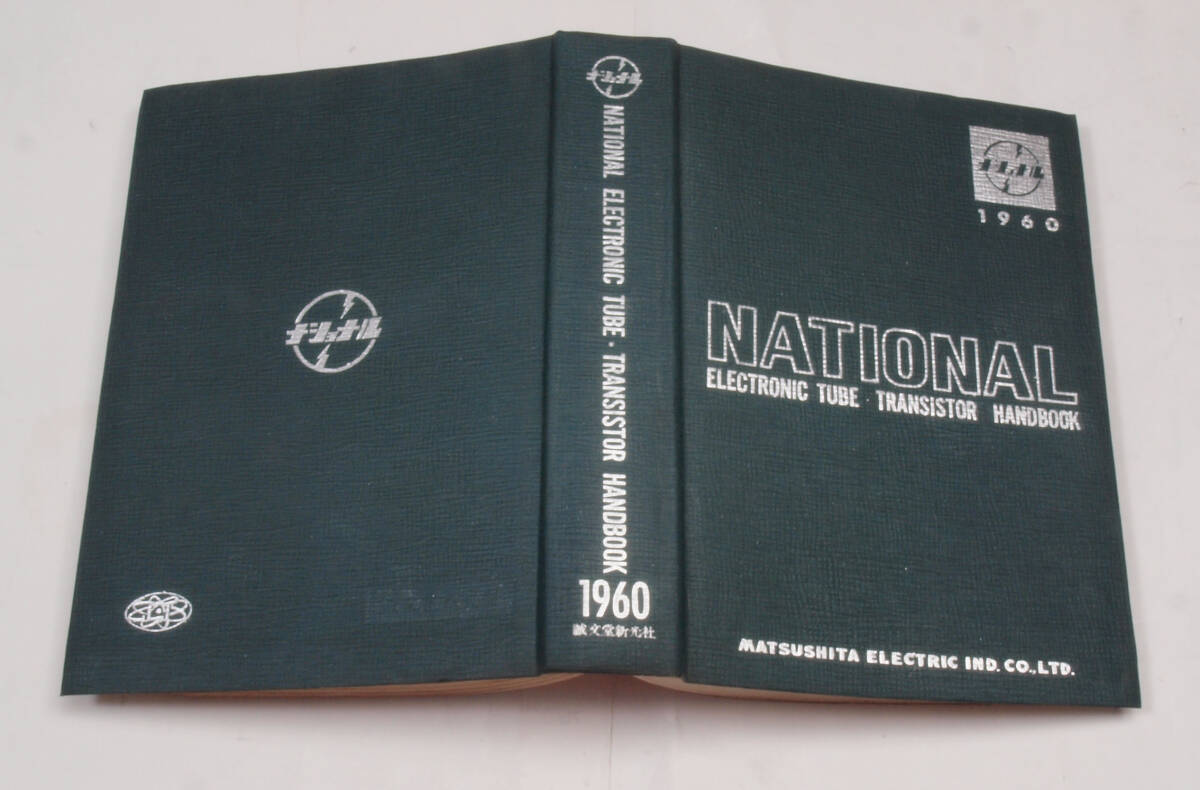 ナショナル
ナショナル
NATIONAL ELECTRONIC TUBE・TRANSISTOR HANDBOOK
1960
誠文堂新光社
ナショナル
1960
NATIONAL
ELECTRONIC TUBE・TRANSISTOR HANDBOOK
MATSUSHITA ELECTRIC IND. CO.,LTD.